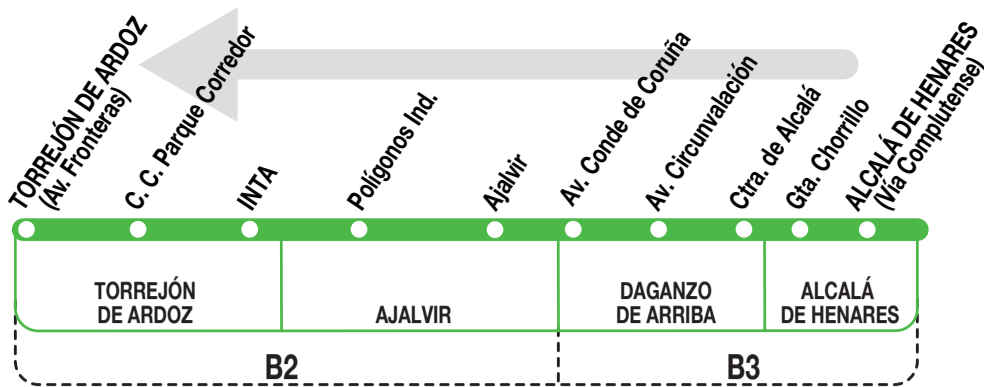 TORREJÓN DE ARDOZ
(Av. Fronteras)
C. C. Parque Corredor
INTA
Polígonos Ind.
Ajalvir
Av. Conde de Coruña
Av. Circunvalación
Ctra. de Alcalá
Gta. Chorrillo
ALCALÁ DE HENARES
(Vía Complutense)
TORREJÓN
DE ARDOZ
AJALVIR
DAGANZO
DE ARRIBA
ALCALÁ
DE HENARES
B2
B3